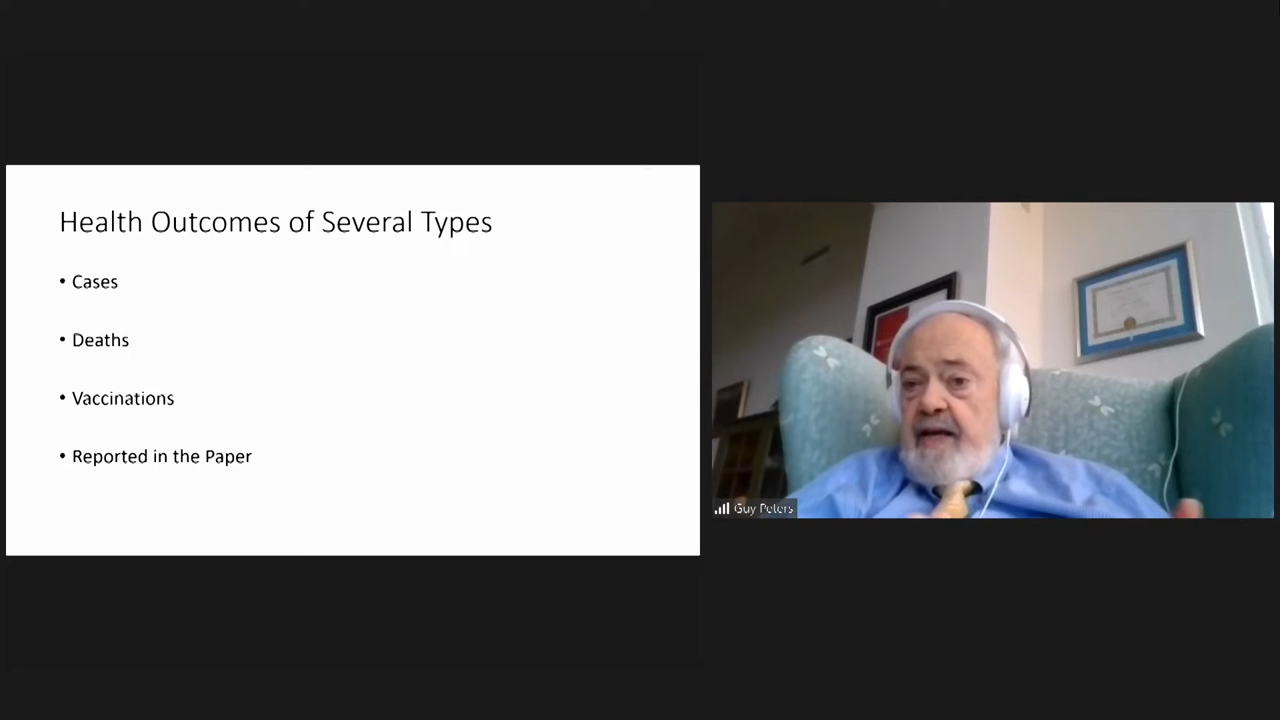 Health Outcomes of Several Types
• Cases
• Deaths
• Vaccinations
• Reported in the Paper
Guy Peters